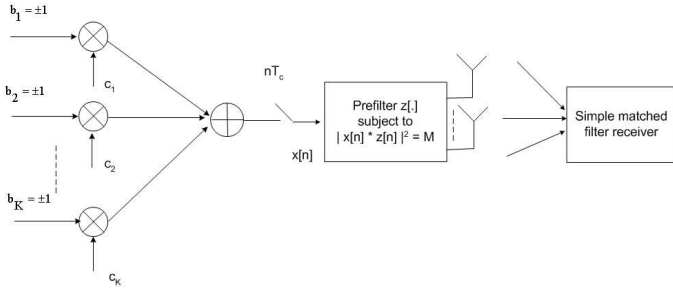 b1 = ±1
c1
b2 = ±1
c2
bK = ±1
cK
nTc
x[n]
Prefilter z[.]
subject to
| x[n] * z[n] |² = M
Simple matched
filter receiver